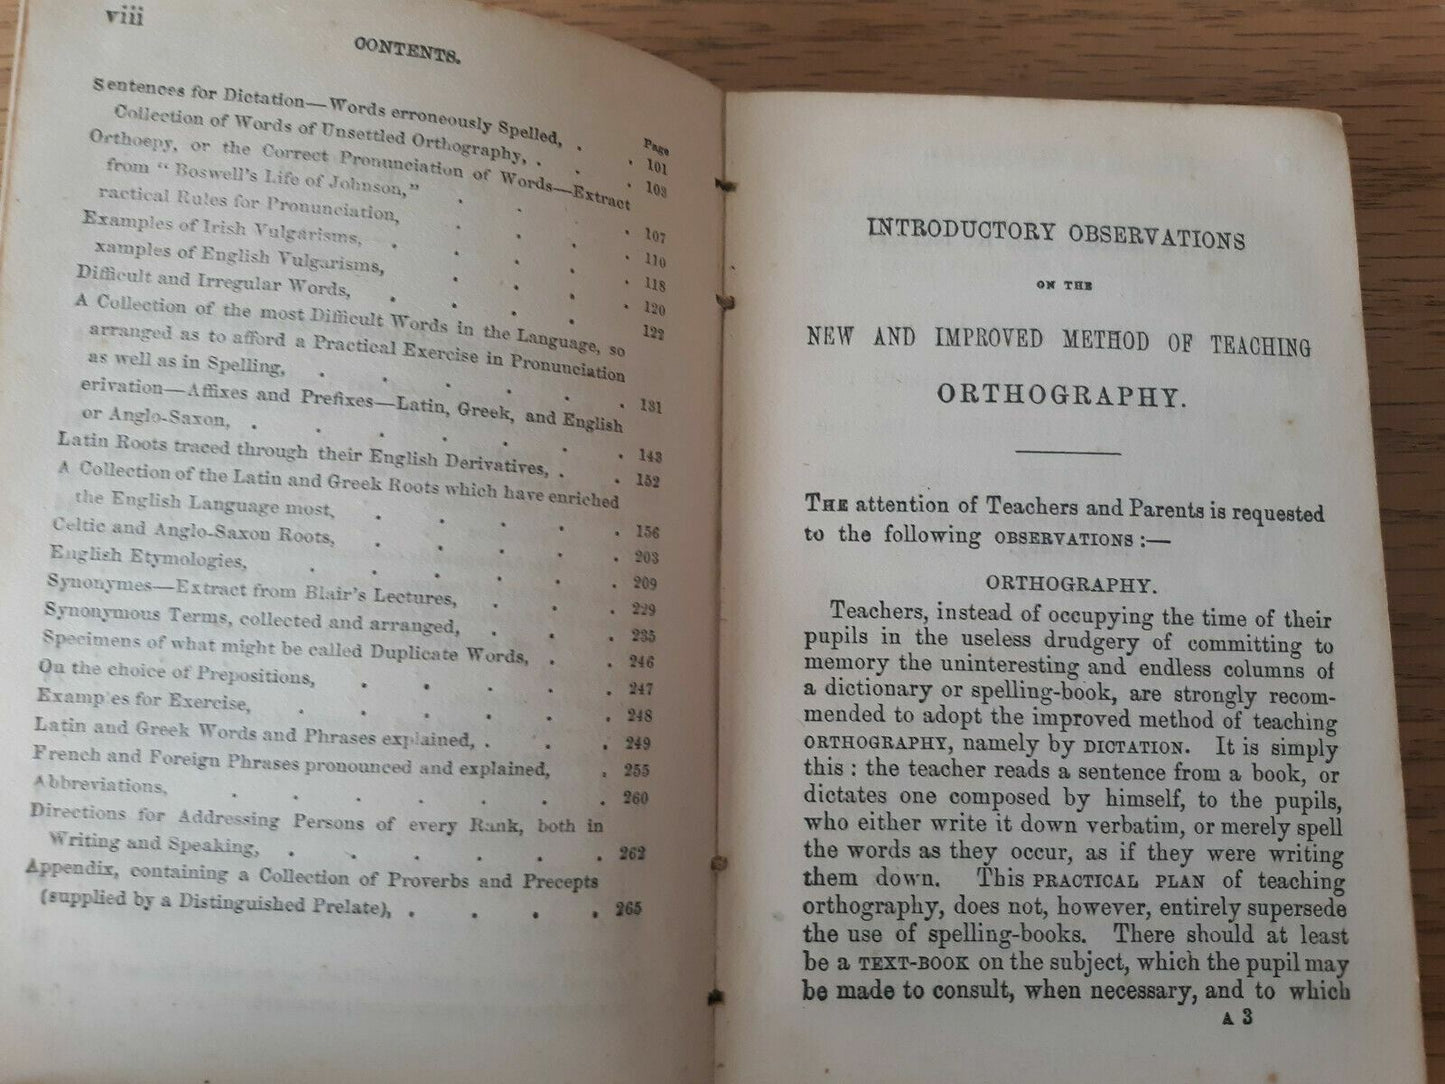 viii
CONTENTS.
Page
Sentences for Dictation—Words erroneously Spelled, . . 101
Collection of Words of Unsettled Orthography, . . . 103
Orthoepy, or the Correct Pronunciation of Words—Extract
from "Boswell's Life of Johnson," . . . 107
ractical Rules for Pronunciation, . . . . 110
Examples of Irish Vulgarisms, . . . . 118
xamples of English Vulgarisms, . . . . 120
Difficult and Irregular Words, . . . . 122
A Collection of the most Difficult Words in the Language, so
arranged as to afford a Practical Exercise in Pronunciation
as well as in Spelling, . . . . . . 131
erivation—Affixes and Prefixes—Latin, Greek, and English
or Anglo-Saxon, . . . . . . . 143
Latin Roots traced through their English Derivatives, . . 152
A Collection of the Latin and Greek Roots which have enriched
the English Language most, . . . . . 156
Celtic and Anglo-Saxon Roots, . . . . . 203
English Etymologies, . . . . . . 209
Synonymes—Extract from Blair's Lectures, . . . 229
Synonymous Terms, collected and arranged, . . . 235
Specimens of what might be called Duplicate Words, . . 246
On the choice of Prepositions, . . . . . 247
Examples for Exercise, . . . . . . 248
Latin and Greek Words and Phrases explained, . . . 249
French and Foreign Phrases pronounced and explained, . 255
Abbreviations, . . . . . . . 260
Directions for Addressing Persons of every Rank, both in
Writing and Speaking, . . . . . . 262
Appendix, containing a Collection of Proverbs and Precepts
(supplied by a Distinguished Prelate), . . . . 265
INTRODUCTORY OBSERVATIONS
ON THE
NEW AND IMPROVED METHOD OF TEACHING
ORTHOGRAPHY.
THE attention of Teachers and Parents is requested
to the following OBSERVATIONS :—
ORTHOGRAPHY.
Teachers, instead of occupying the time of their
pupils in the useless drudgery of committing to
memory the uninteresting and endless columns of
a dictionary or spelling-book, are strongly recom-
mended to adopt the improved method of teaching
ORTHOGRAPHY, namely by DICTATION. It is simply
this : the teacher reads a sentence from a book, or
dictates one composed by himself, to the pupils,
who either write it down verbatim, or merely spell
the words as they occur, as if they were writing
them down. This PRACTICAL PLAN of teaching
orthography, does not, however, entirely supersede
the use of spelling-books. There should at least
be a TEXT-BOOK on the subject, which the pupil may
be made to consult, when necessary, and to which
A 3